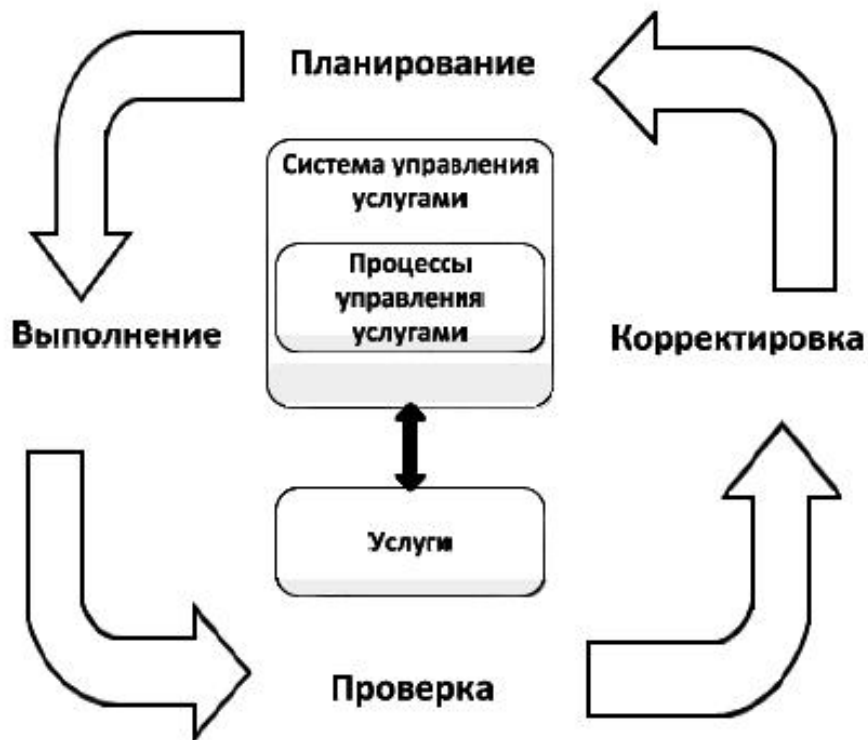 Планирование
Система управления
услугами
Процессы
управления
услугами
Выполнение
Корректировка
Услуги
Проверка